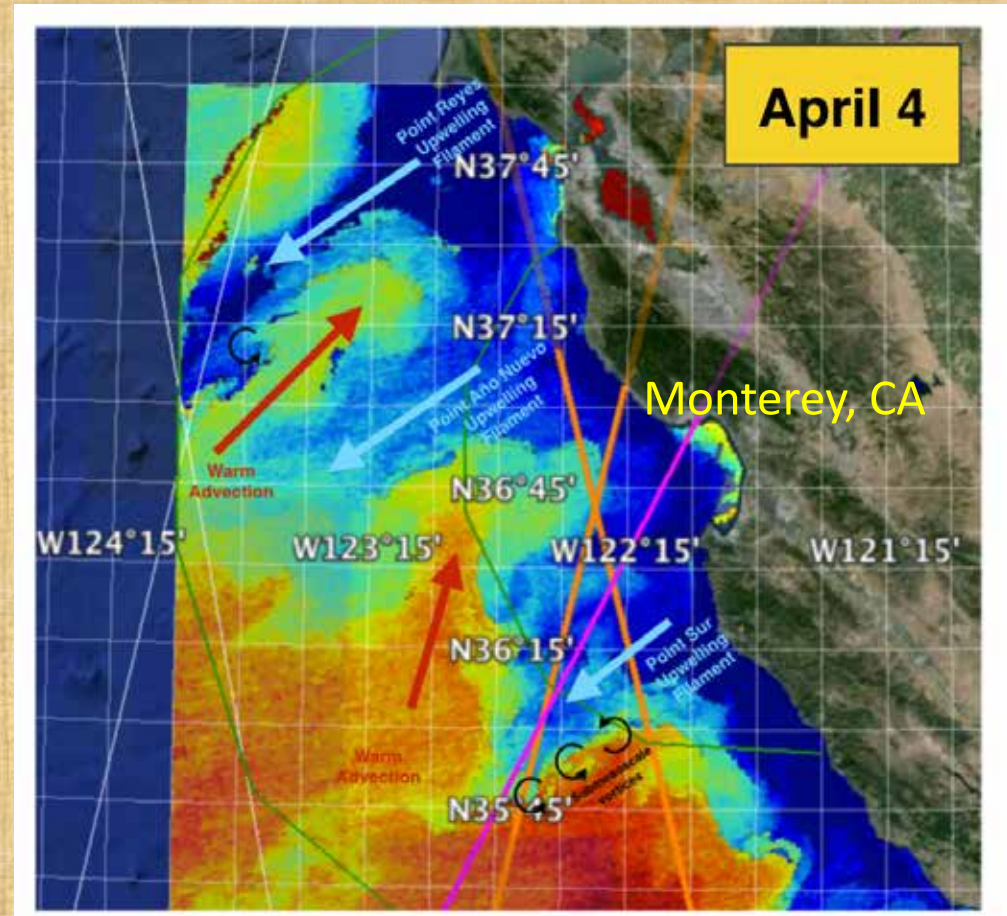 April 4
Point Reyes
Upwelling
Filament
N37°45'
N37°15'
Point Año Nuevo
Upwelling
Filament
Monterey, CA
Warm
Advection
N36°45'
W124°15'
W123°15'
W122°15'
W121°15'
N36°15'
Point Sur
Upwelling
Filament
Warm
Advection
Submesoscale
vortices
N35°45'